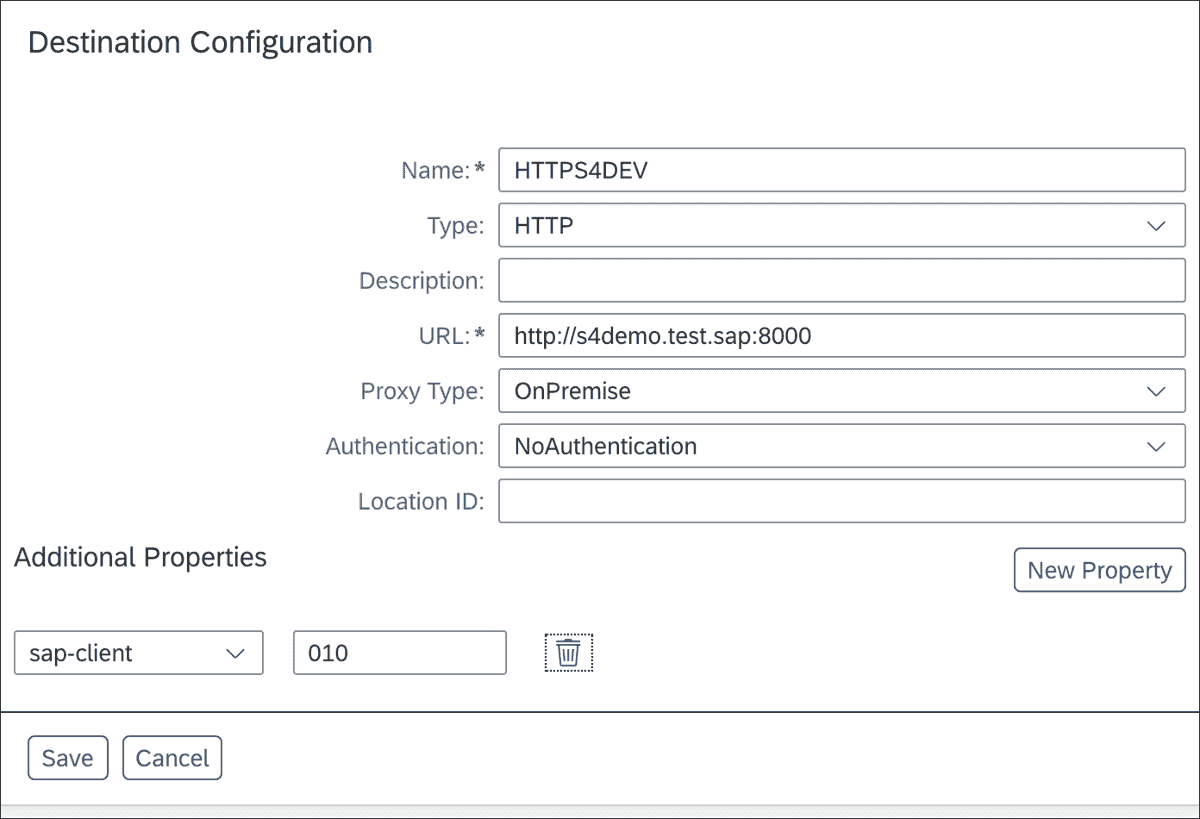 Destination Configuration
Name:* HTTPS4DEV
Type: HTTP
Description:
URL:* http://s4demo.test.sap:8000
Proxy Type: OnPremise
Authentication: NoAuthentication
Location ID:
Additional Properties
New Property
sap-client 010
Save Cancel